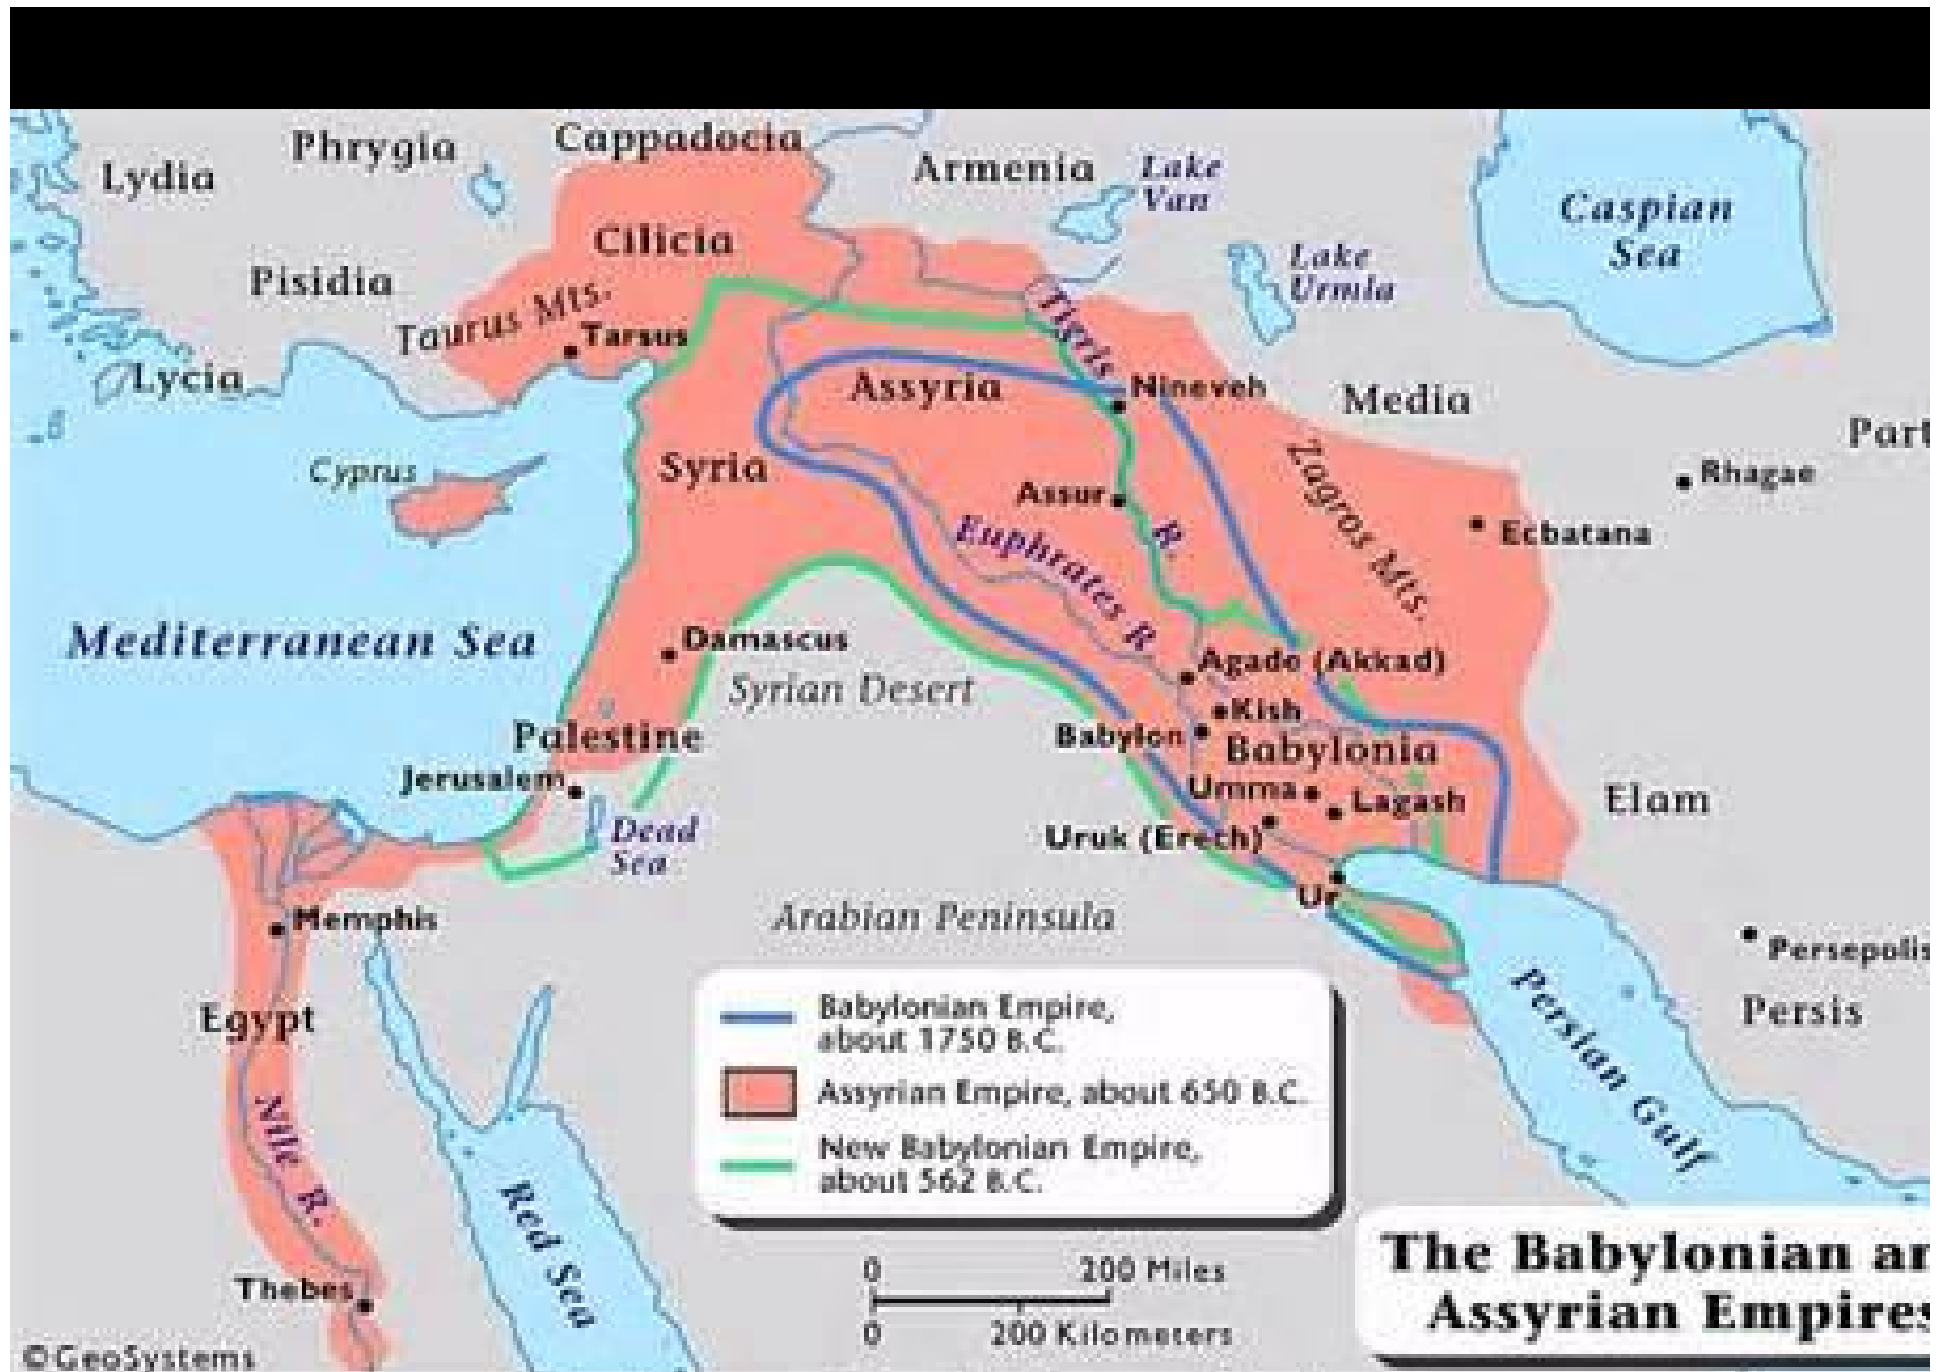 Cappadocia
Phrygia
Lydia
Armenia
Lake
Van
Caspian
Sea
Cilicia
Pisidia
Lake
Urmia
Taurus Mts.
Tarsus
Tigris
R.
Lycia
Assyria
Nineveh
Media
Part
Cyprus
Syria
Zagros Mts.
Rhagae
Assur
Euphrates R.
Ecbatana
Mediterranean Sea
Damascus
Syrian Desert
Agade (Akkad)
Kish
Palestine
Babylon
Babylonia
Jerusalem
Umma
Lagash
Elam
Dead
Sea
Uruk (Erech)
Ur
Memphis
Arabian Peninsula
Persepolis
Persis
Egypt
Persian Gulf
Nile R.
Red Sea
Thebes
Babylonian Empire,
about 1750 B.C.
Assyrian Empire, about 650 B.C.
New Babylonian Empire,
about 562 B.C.
0 200 Miles
0 200 Kilometers
The Babylonian an
Assyrian Empires
©GeoSystems